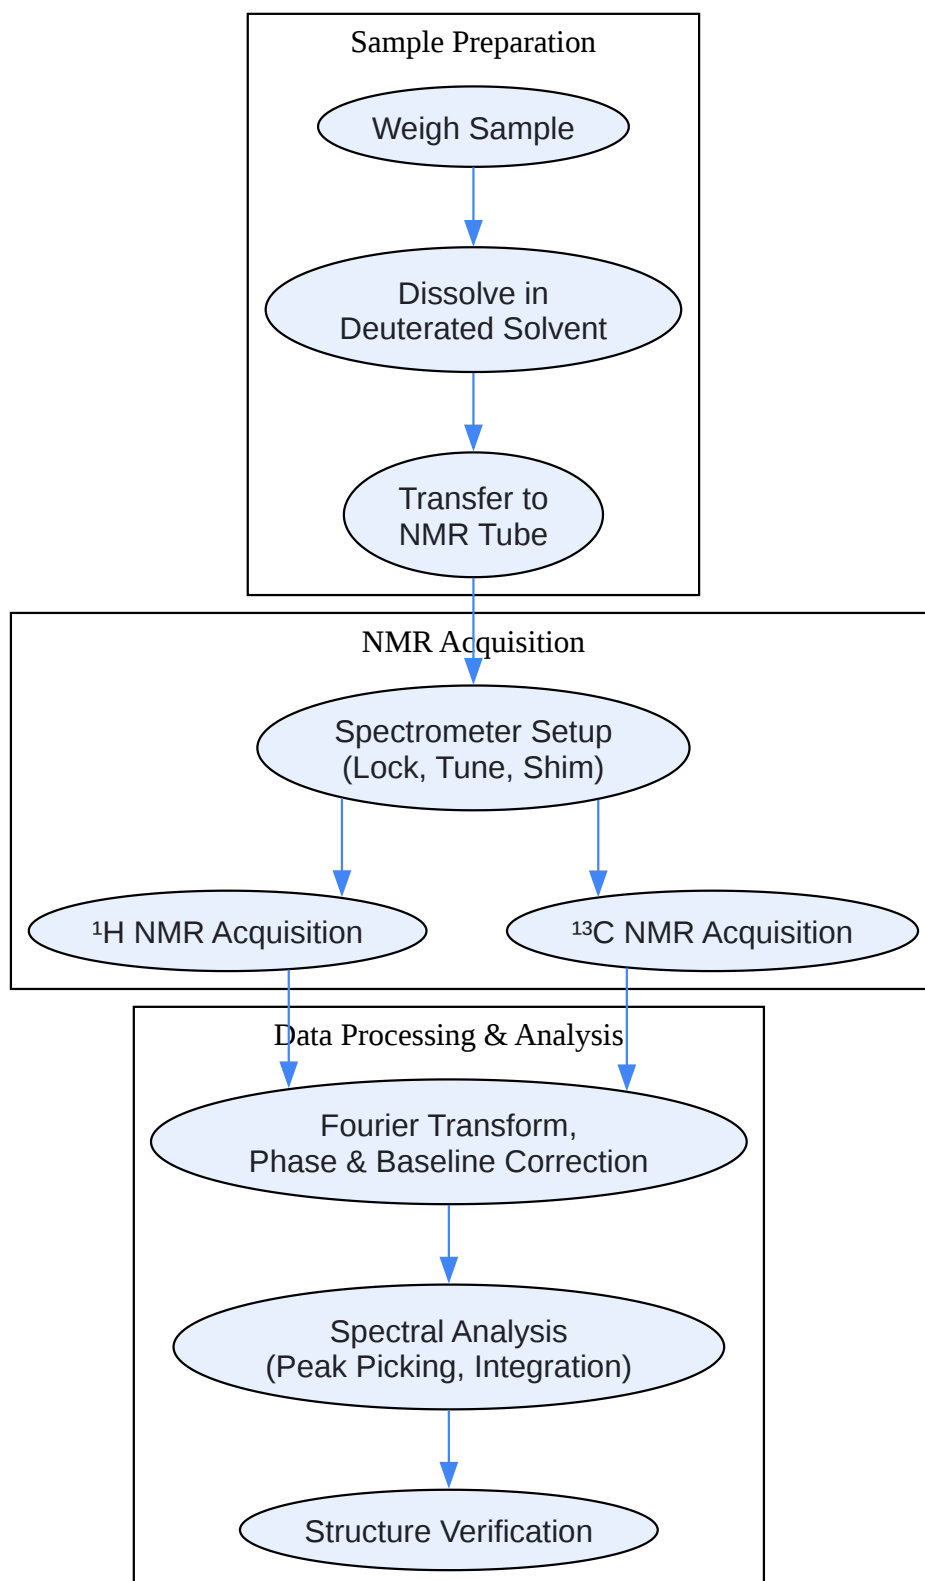 Sample Preparation
Weigh Sample
Dissolve in
Deuterated Solvent
Transfer to
NMR Tube
NMR Acquisition
Spectrometer Setup
(Lock, Tune, Shim)
¹H NMR Acquisition
¹³C NMR Acquisition
Data Processing & Analysis
Fourier Transform,
Phase & Baseline Correction
Spectral Analysis
(Peak Picking, Integration)
Structure Verification